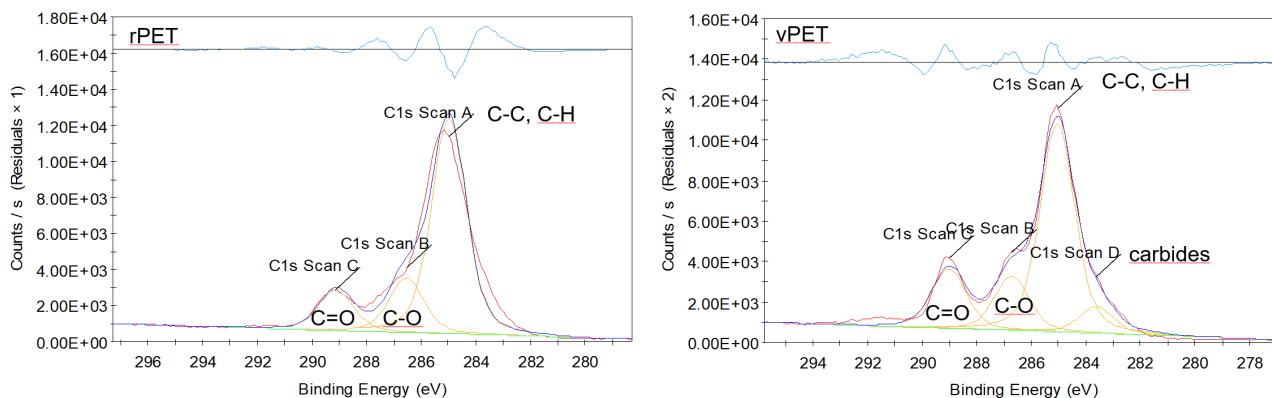 1.80E+04
rPET
1.60E+04
1.40E+04
C1s Scan A
C-C, C-H
1.20E+04
1.00E+04
8.00E+03
6.00E+03
C1s Scan B
4.00E+03
C1s Scan C
2.00E+03
C=O
C-O
0.00E+00
296
294
292
290
288
286
284
282
280
Binding Energy (eV)
Counts / s (Residuals × 1)
1.60E+04
vPET
1.40E+04
C1s Scan A
C-C, C-H
1.20E+04
1.00E+04
8.00E+03
6.00E+03
C1s Scan C
C1s Scan B
C1s Scan D
carbides
4.00E+03
2.00E+03
C=O
C-O
0.00E+00
294
292
290
288
286
284
282
280
278
Binding Energy (eV)
Counts / s (Residuals × 2)